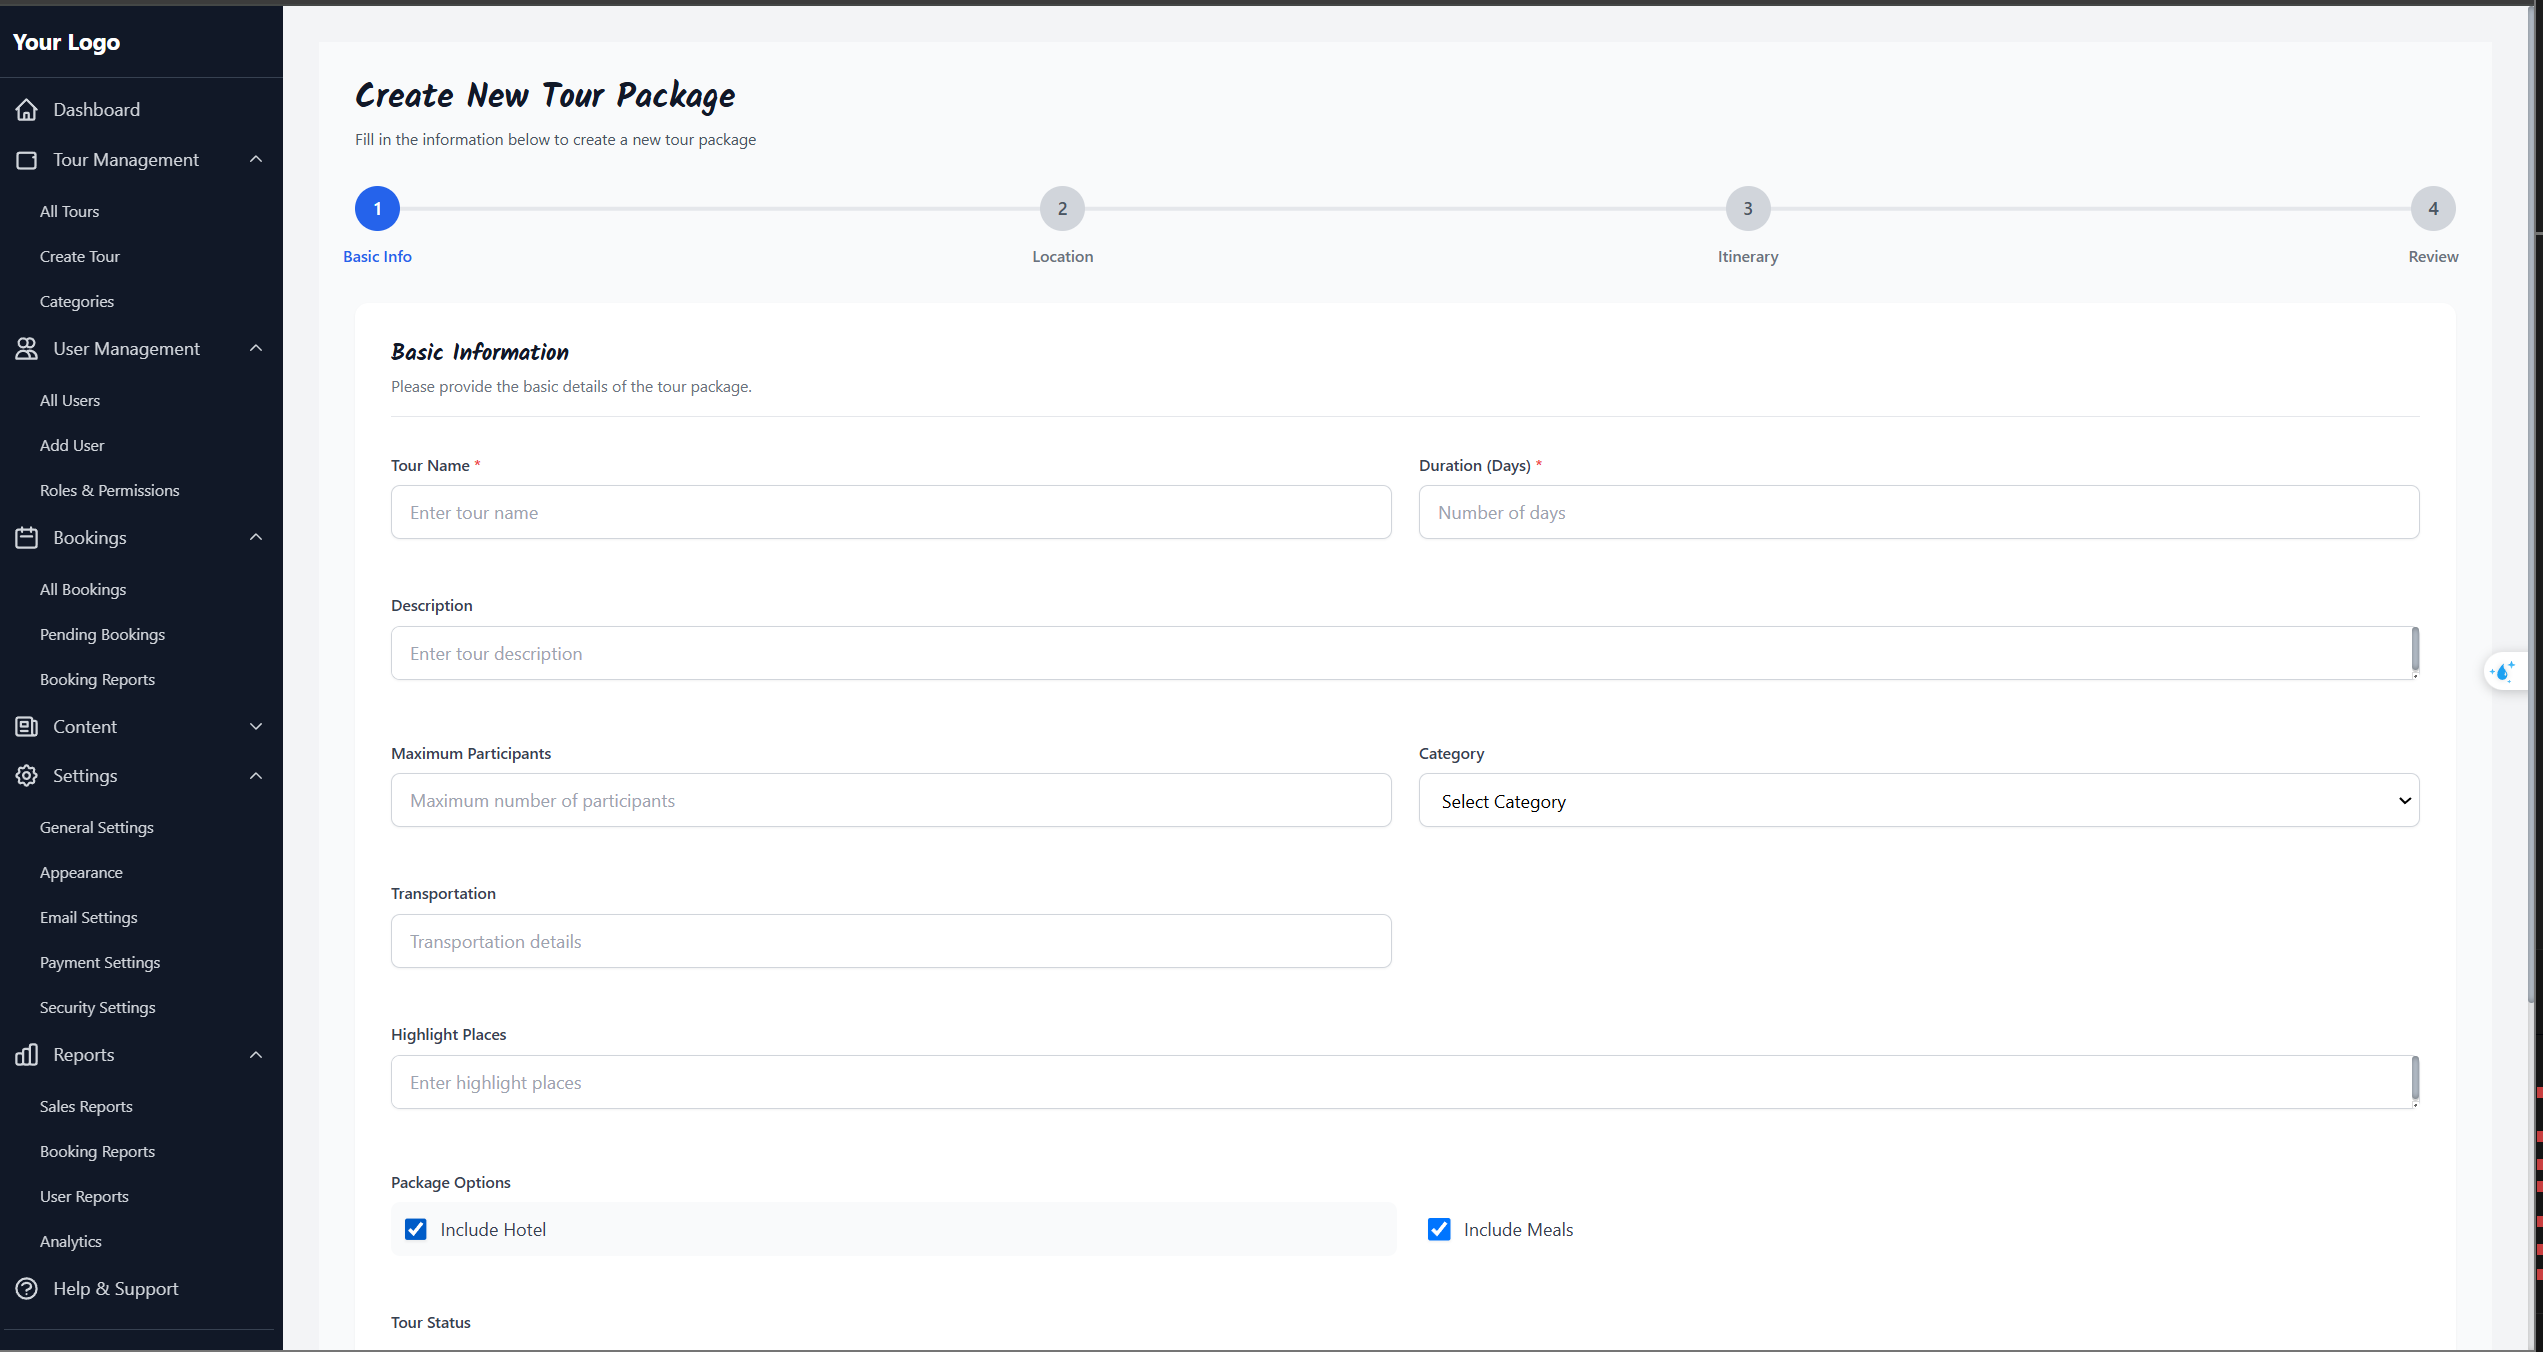 Your Logo
Dashboard
Tour Management
All Tours
Create Tour
Categories
User Management
All Users
Add User
Roles & Permissions
Bookings
All Bookings
Pending Bookings
Booking Reports
Content
Settings
General Settings
Appearance
Email Settings
Payment Settings
Security Settings
Reports
Sales Reports
Booking Reports
User Reports
Analytics
Help & Support
Create New Tour Package
Fill in the information below to create a new tour package
1 2 3 4
Basic Info Location Itinerary Review
Basic Information
Please provide the basic details of the tour package.
Tour Name * Duration (Days) *
Enter tour name Number of days
Description
Enter tour description
Maximum Participants Category
Maximum number of participants Select Category
Transportation
Transportation details
Highlight Places
Enter highlight places
Package Options
Include Hotel Include Meals
Tour Status